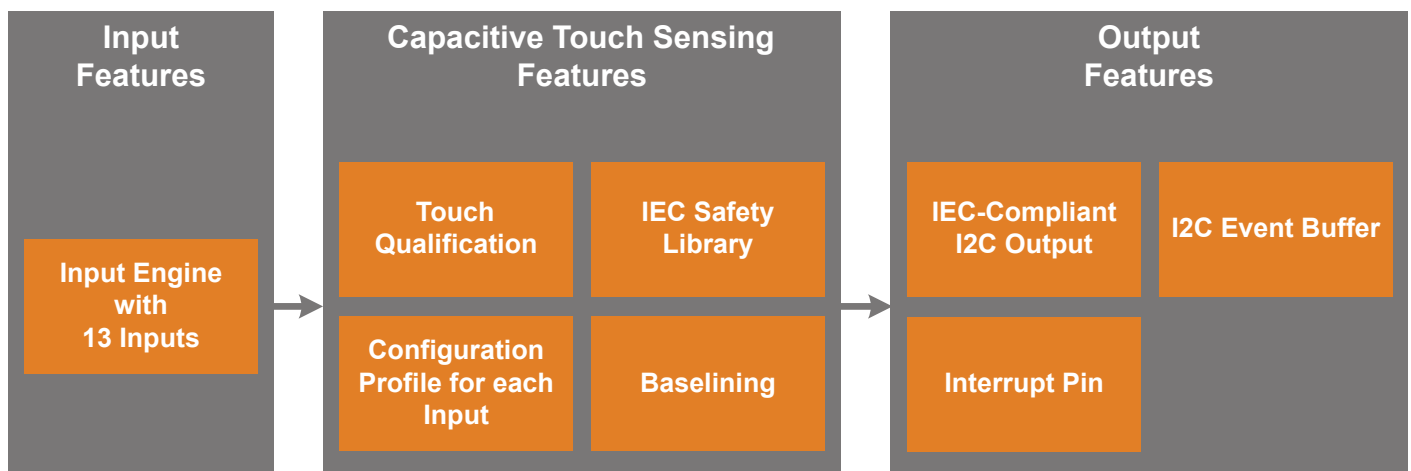 Input
Features
Input Engine
with
13 Inputs
Capacitive Touch Sensing
Features
Touch
Qualification
IEC Safety
Library
Configuration
Profile for each
Input
Baselining
Output
Features
IEC-Compliant
I2C Output
I2C Event Buffer
Interrupt Pin